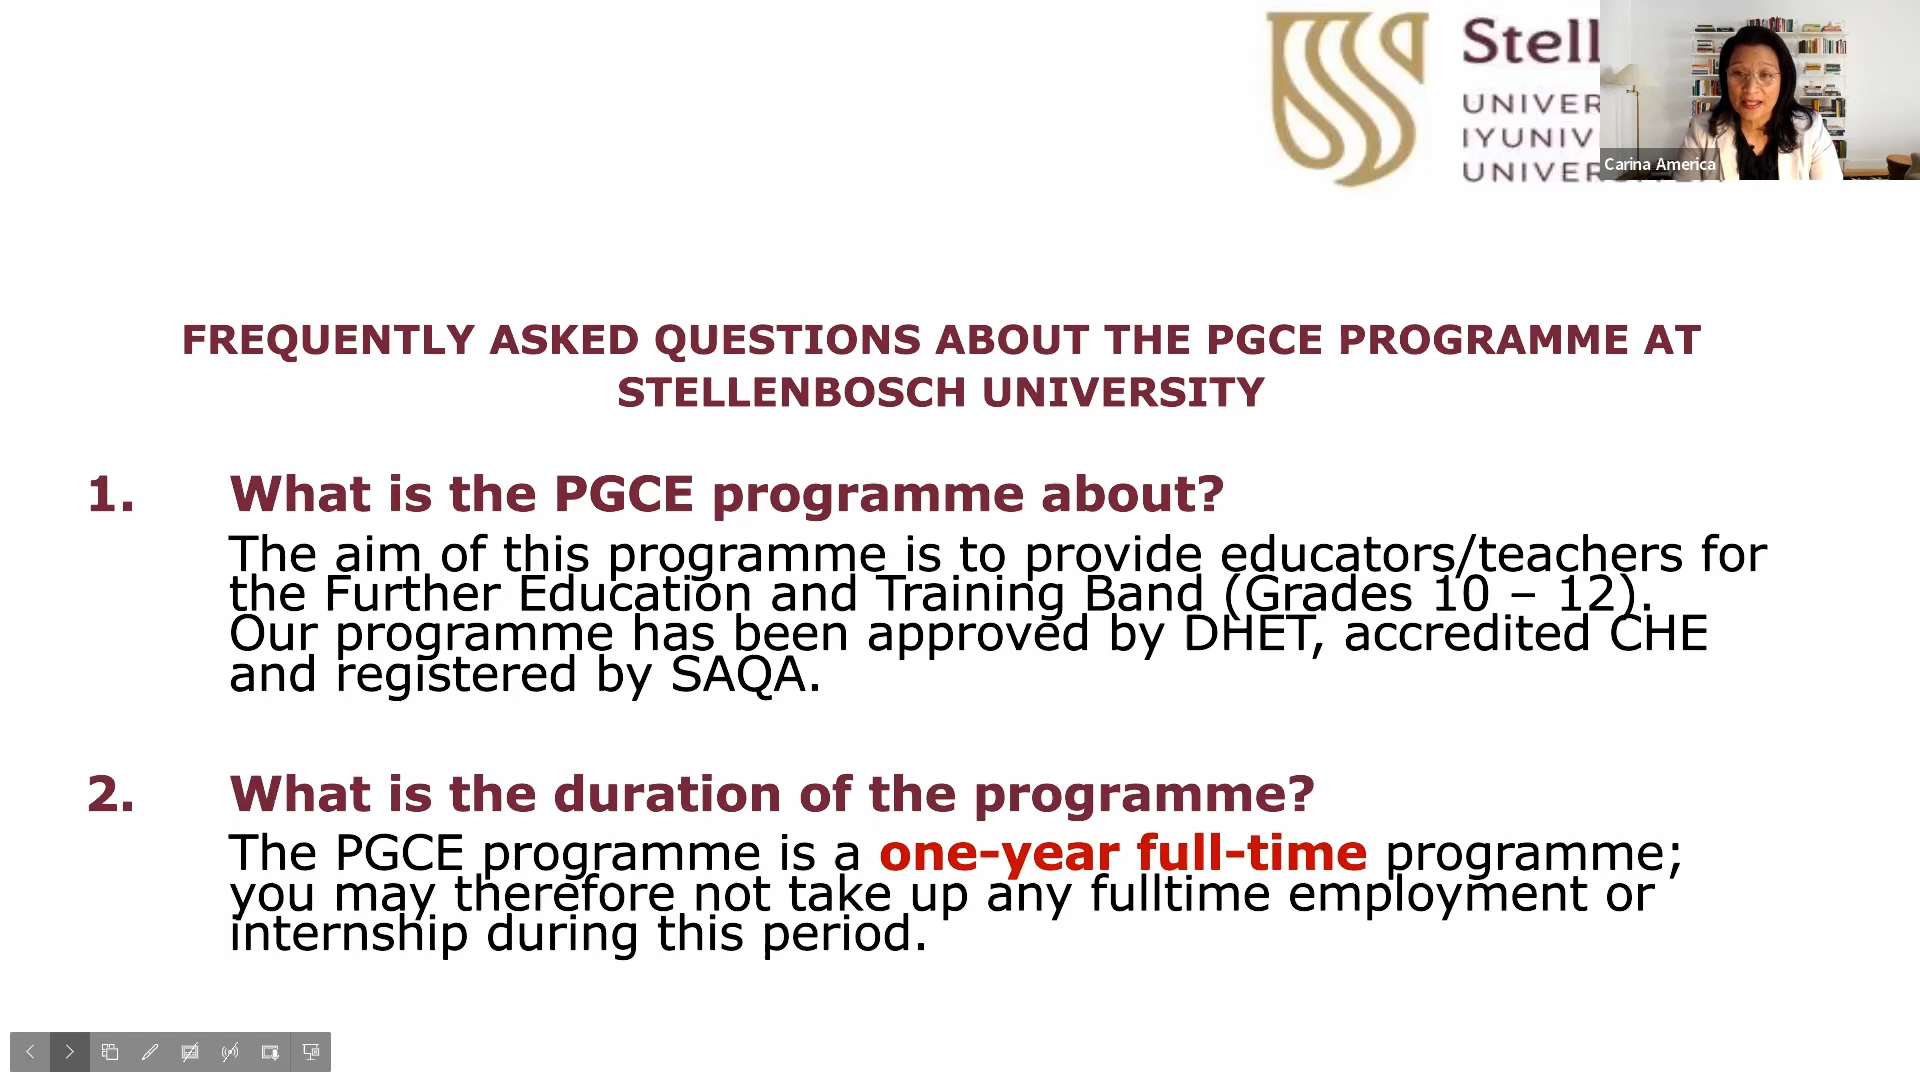 Stell
UNIVER
IYUNIV
UNIVER
Carina America
FREQUENTLY ASKED QUESTIONS ABOUT THE PGCE PROGRAMME AT
STELLENBOSCH UNIVERSITY
1. What is the PGCE programme about?
The aim of this programme is to provide educators/teachers for
the Further Education and Training Band (Grades 10 – 12).
Our programme has been approved by DHET, accredited CHE
and registered by SAQA.
2. What is the duration of the programme?
The PGCE programme is a one-year full-time programme;
you may therefore not take up any fulltime employment or
internship during this period.